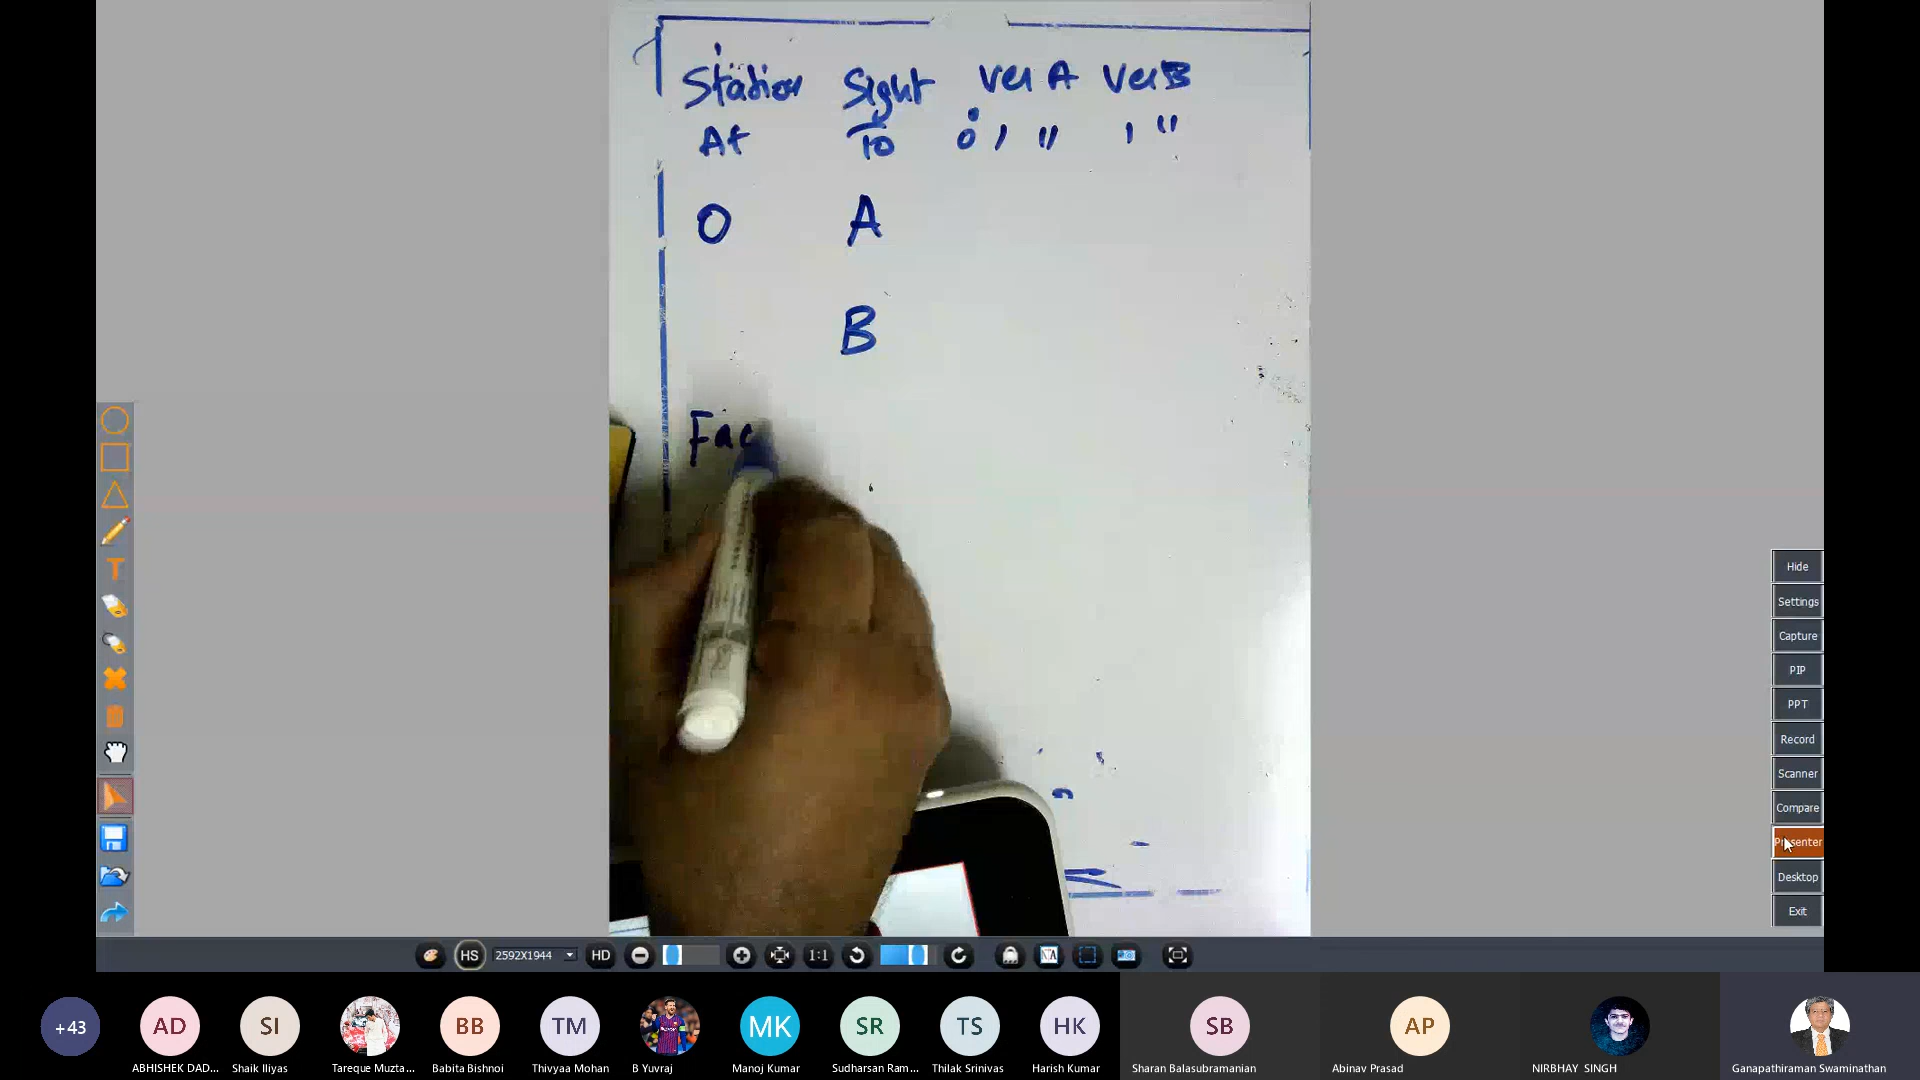 Station Sight Ver A Ver B
At To 0 ' " ' "
O A
B
Fac
Hide
Settings
Capture
PIP
PPT
Record
Scanner
Compare
Presenter
Desktop
Exit
T
HS 2592X1944 HD 1:1 A
+43 AD SI BB TM MK SR TS HK SB AP
ABHISHEK DAD... Shaik Iliyas Tareque Muzta... Babita Bishnoi Thivyaa Mohan B Yuvraj Manoj Kumar Sudharsan Ram... Thilak Srinivas Harish Kumar Sharan Balasubramanian Abinav Prasad NIRBHAY SINGH Ganapathiraman Swaminathan